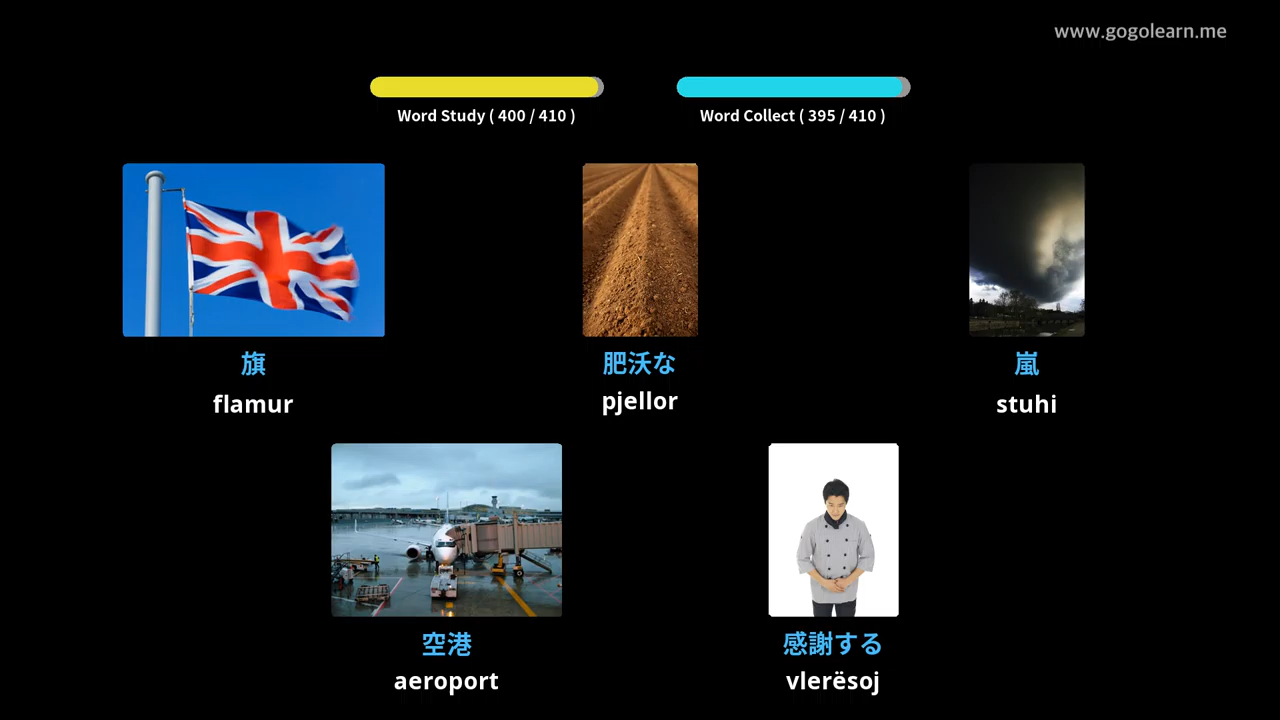 www.gogolearn.me
Word Study ( 400 / 410 )
Word Collect ( 395 / 410 )
旗
flamur
肥沃な
pjellor
嵐
stuhi
空港
aeroport
感謝する
vlerësoj